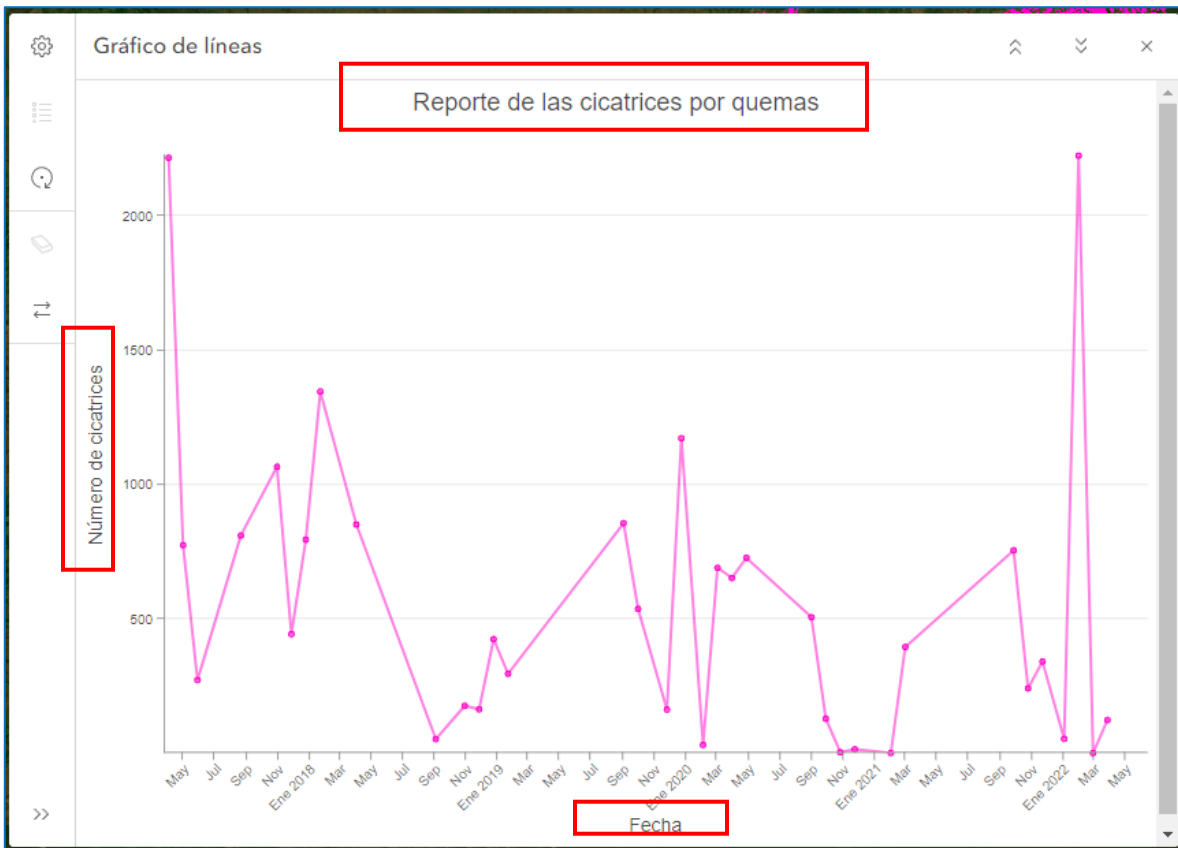 Gráfico de líneas
Reporte de las cicatrices por quemas
Número de cicatrices
2000
1500
1000
500
May
Jul
Sep
Nov
Ene 2018
Mar
May
Jul
Sep
Nov
Ene 2019
Mar
May
Jul
Sep
Nov
Ene 2020
Mar
May
Jul
Sep
Nov
Ene 2021
Mar
May
Jul
Sep
Nov
Ene 2022
Mar
May
Fecha